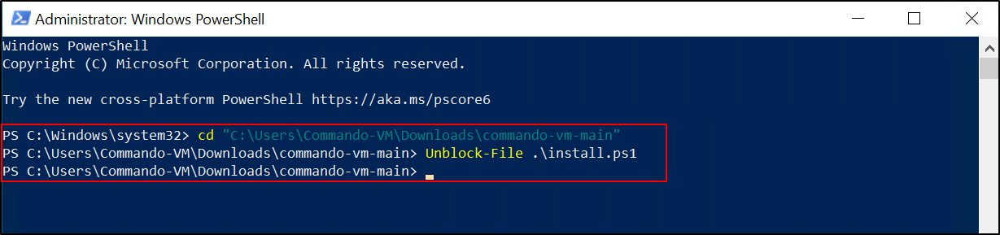 Administrator: Windows PowerShell
Windows PowerShell
Copyright (C) Microsoft Corporation. All rights reserved.
Try the new cross-platform PowerShell https://aka.ms/pscore6
PS C:\Windows\system32> cd "C:\Users\Commando-VM\Downloads\commando-vm-main"
PS C:\Users\Commando-VM\Downloads\commando-vm-main> Unblock-File .\install.ps1
PS C:\Users\Commando-VM\Downloads\commando-vm-main>